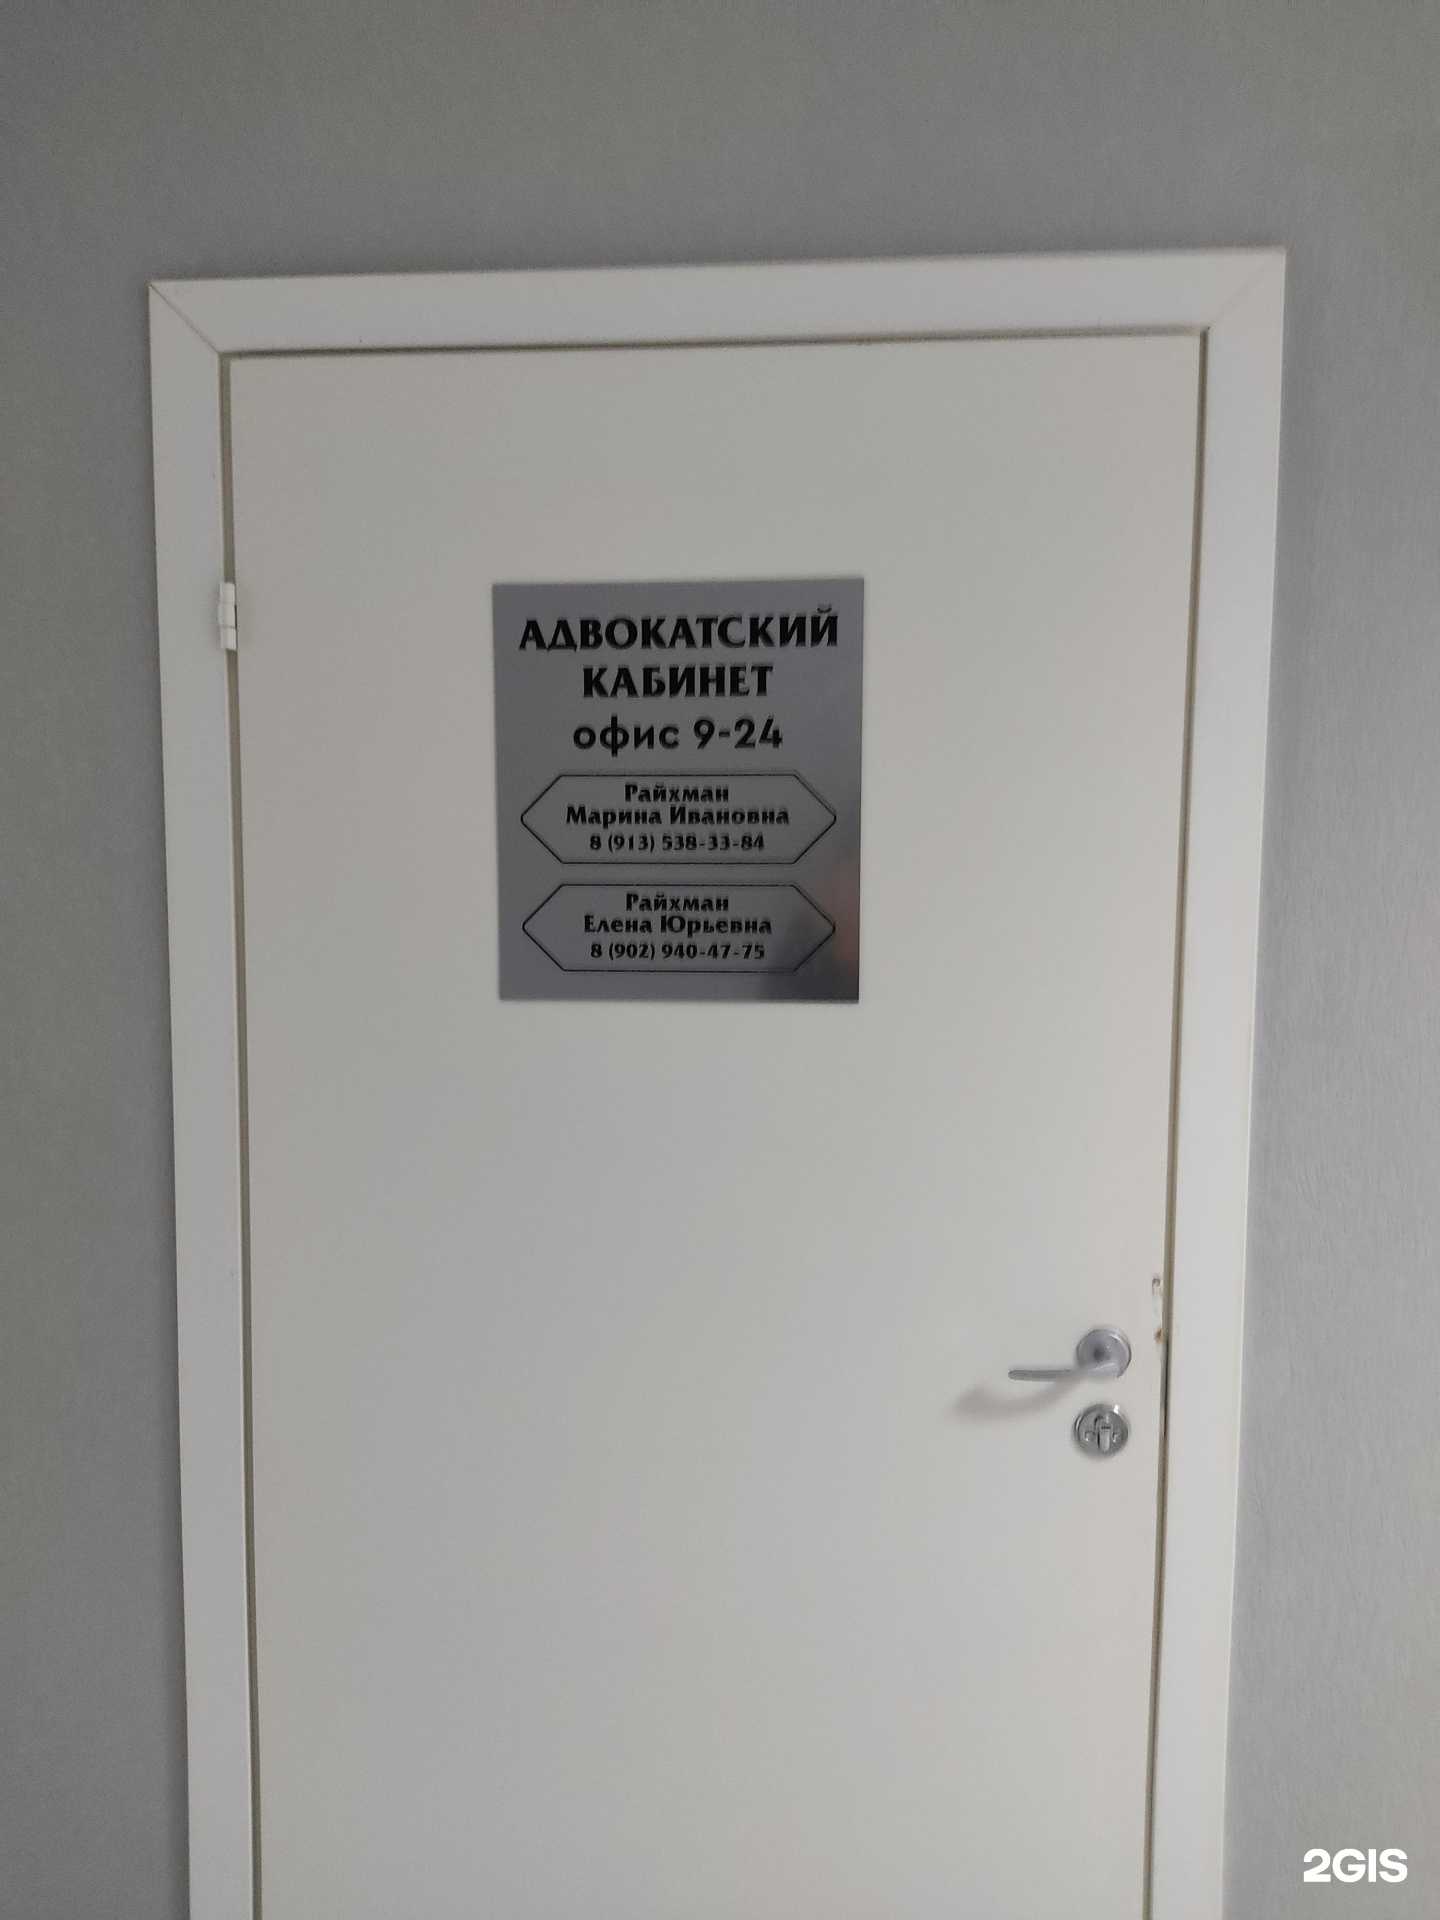 АДВОКАТСКИЙ
КАБИНЕТ
офис 9-24
Райхман
Марина Ивановна
8 (913) 538-33-84
Райхман
Елена Юрьевна
8 (902) 940-47-75
2GIS